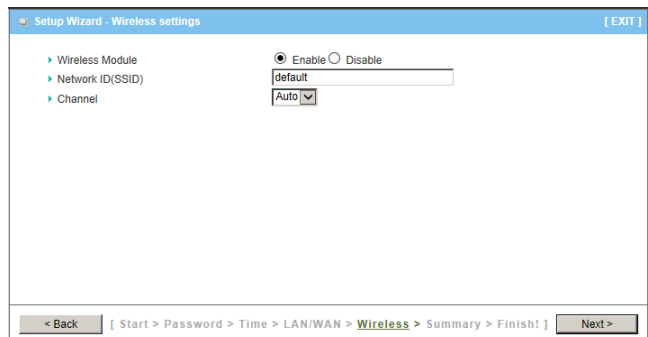 Setup Wizard - Wireless settings [ EXIT ]
Wireless Module Enable Disable
Network ID(SSID) default
Channel Auto
< Back [ Start > Password > Time > LAN/WAN > Wireless > Summary > Finish! ] Next >